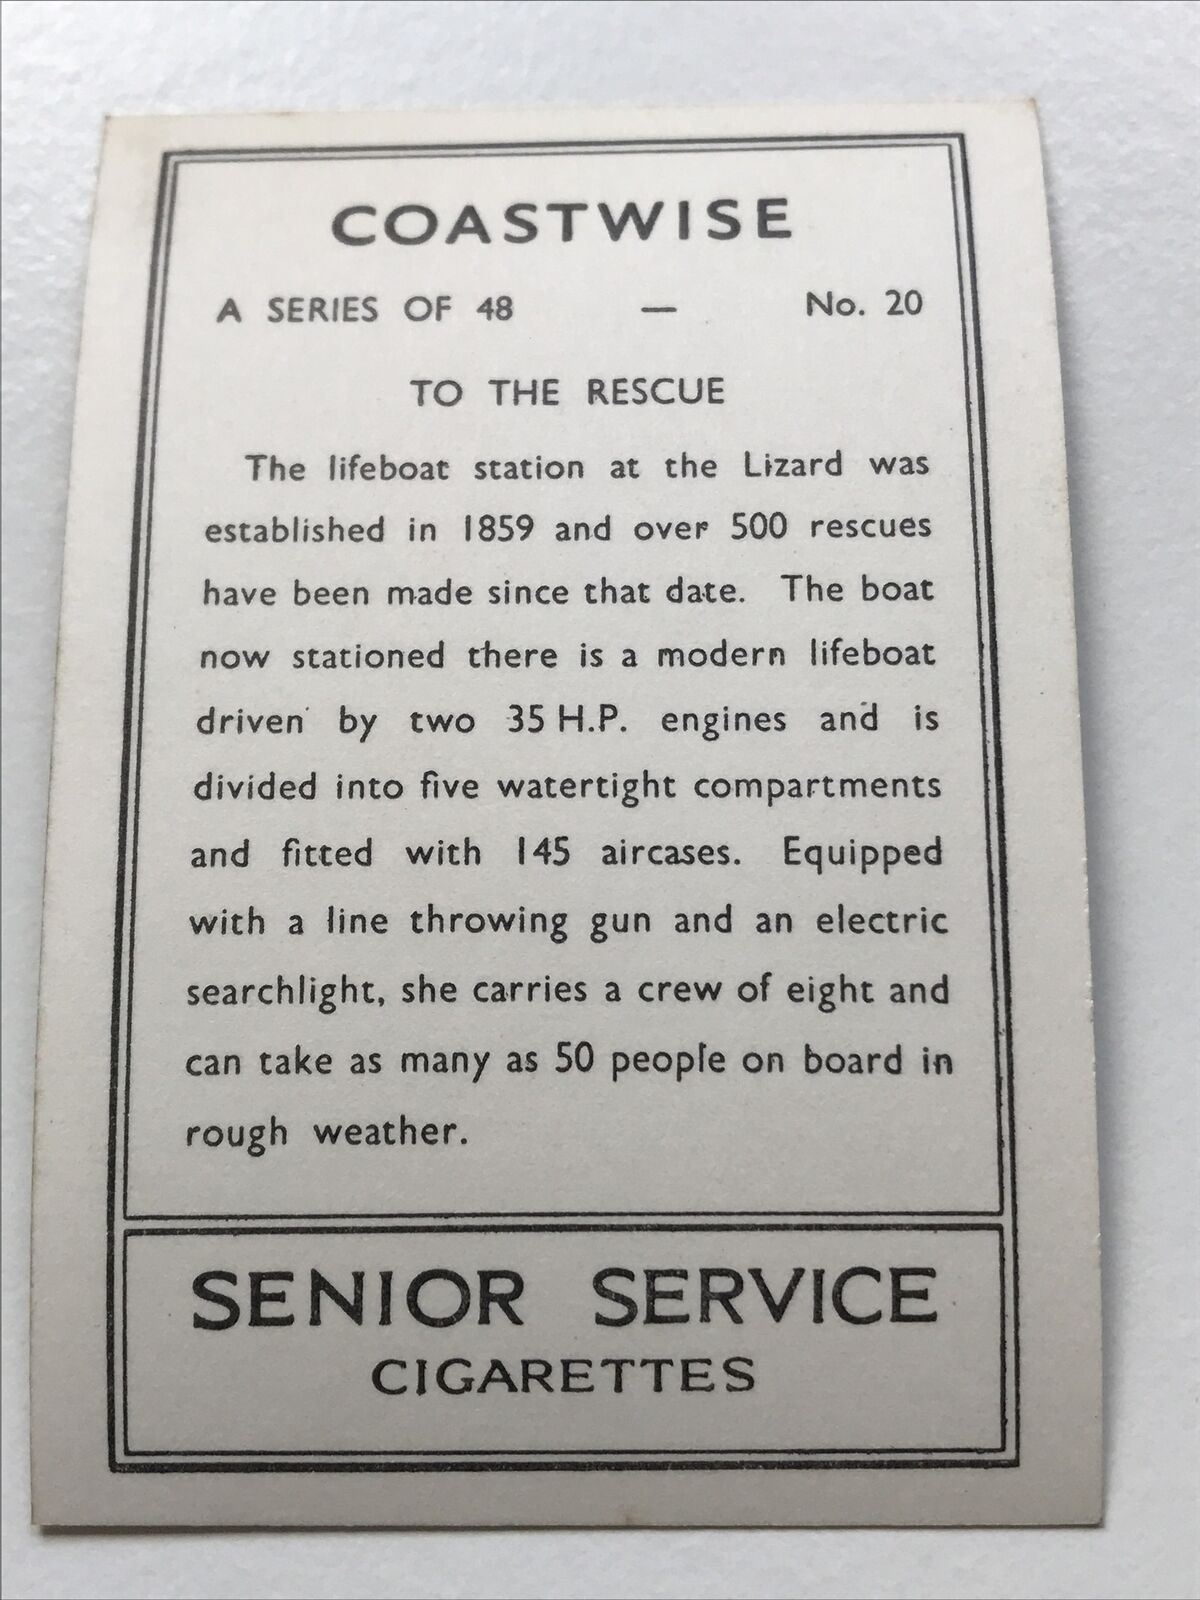 COASTWISE
A SERIES OF 48 — No. 20
TO THE RESCUE
The lifeboat station at the Lizard was
established in 1859 and over 500 rescues
have been made since that date. The boat
now stationed there is a modern lifeboat
driven by two 35 H.P. engines and is
divided into five watertight compartments
and fitted with 145 aircases. Equipped
with a line throwing gun and an electric
searchlight, she carries a crew of eight and
can take as many as 50 people on board in
rough weather.
SENIOR SERVICE
CIGARETTES